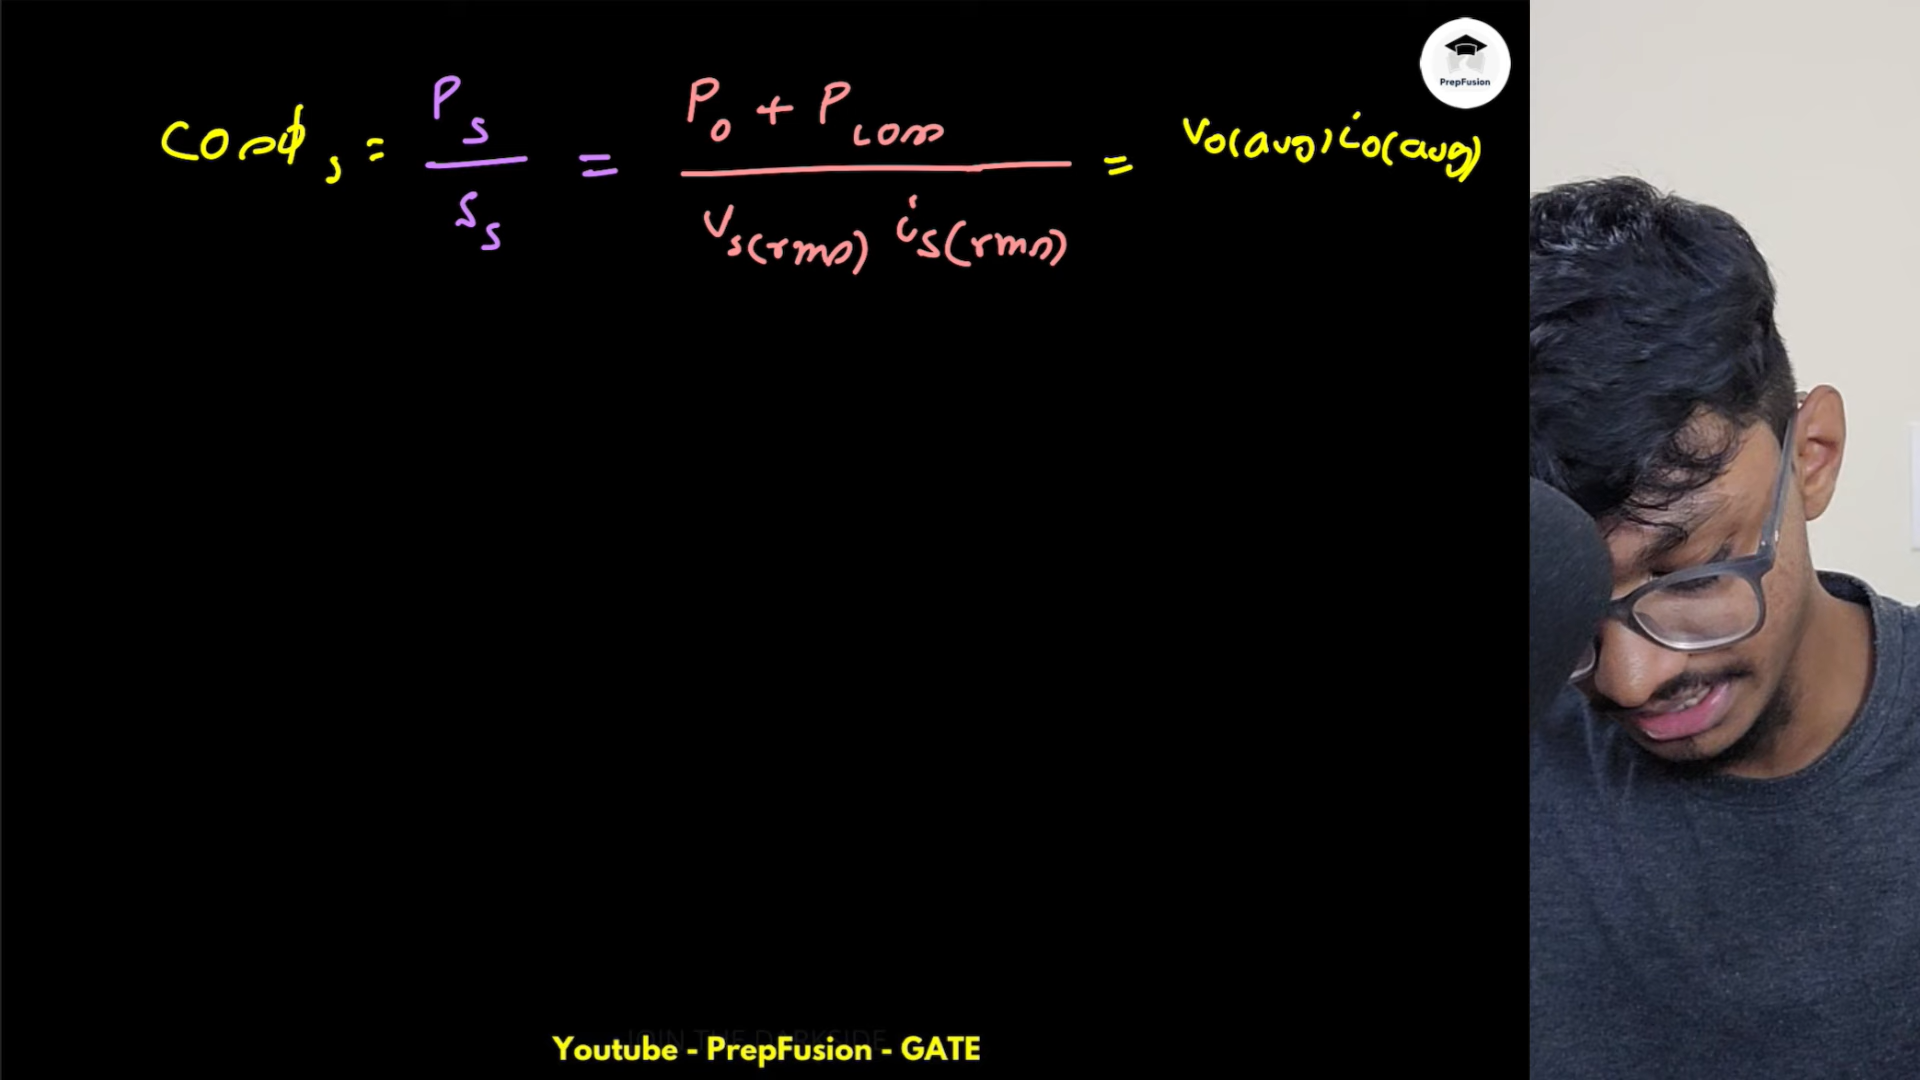 PrepFusion
cosϕs = Ps / Ss = Po + Ploss / Vs(rms) is(rms) = Vo(avg) io(avg)
Youtube - PrepFusion - GATE